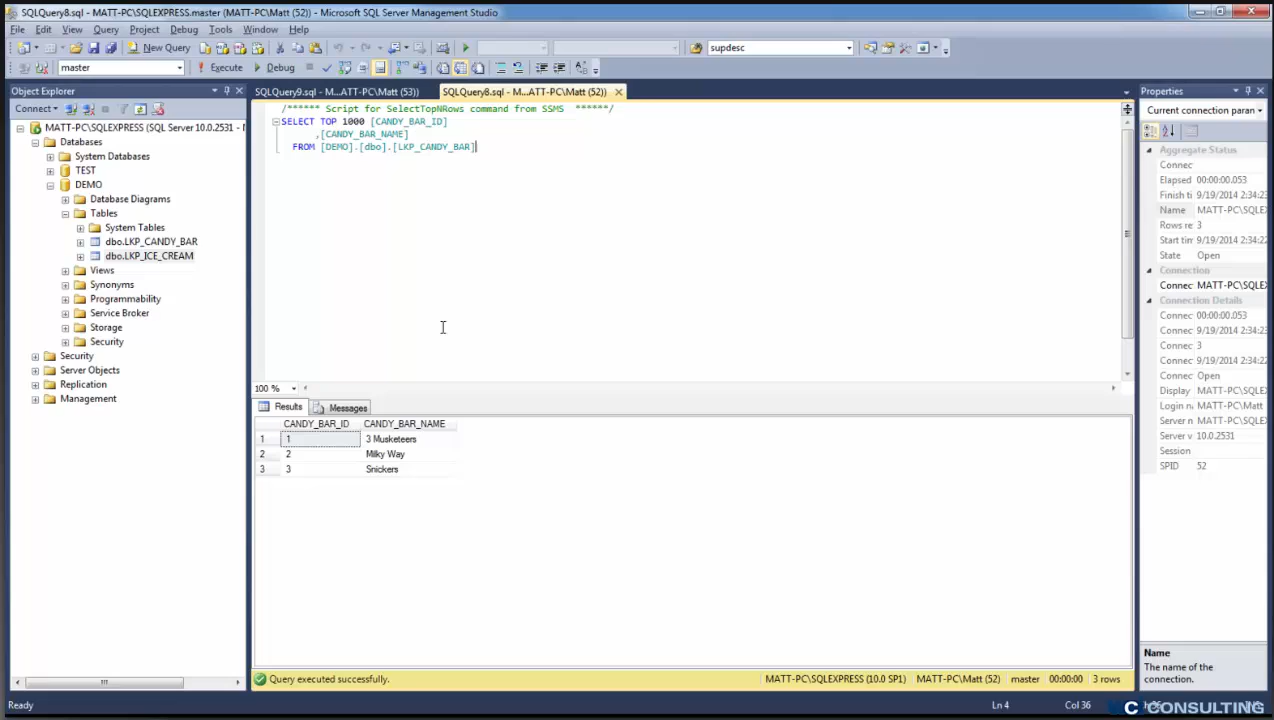 SQLQuery8.sql - MATT-PC\SQLEXPRESS.master (MATT-PC\Matt (52)) - Microsoft SQL Server Management Studio
File Edit View Query Project Debug Tools Window Help
New Query supdesc
master Execute Debug
Object Explorer
Connect
MATT-PC\SQLEXPRESS (SQL Server 10.0.2531 -
Databases
System Databases
TEST
DEMO
Database Diagrams
Tables
System Tables
dbo.LKP_CANDY_BAR
dbo.LKP_ICE_CREAM
Views
Synonyms
Programmability
Service Broker
Storage
Security
Security
Server Objects
Replication
Management
SQLQuery9.sql - M...ATT-PC\Matt (53)) SQLQuery8.sql - M...ATT-PC\Matt (52))
/****** Script for SelectTopNRows command from SSMS ******/
SELECT TOP 1000 [CANDY_BAR_ID]
,[CANDY_BAR_NAME]
FROM [DEMO].[dbo].[LKP_CANDY_BAR]
100 %
Results Messages
CANDY_BAR_ID CANDY_BAR_NAME
1 1 3 Musketeers
2 2 Milky Way
3 3 Snickers
Query executed successfully. MATT-PC\SQLEXPRESS (10.0 SP1) MATT-PC\Matt (52) master 00:00:00 3 rows
Properties
Current connection param
Aggregate Status
Connec
Elapsed 00:00:00.053
Finish ti 9/19/2014 2:34:23
Name MATT-PC\SQLEX
Rows re 3
Start tim 9/19/2014 2:34:22
State Open
Connection
Connec MATT-PC\SQLEX
Connection Details
Connec 00:00:00.053
Connec 9/19/2014 2:34:23
Connec 3
Connec 9/19/2014 2:34:22
Connec Open
Display MATT-PC\SQLEX
Login n MATT-PC\Matt
Server n MATT-PC\SQLEX
Server v 10.0.2531
Session
SPID 52
Name
The name of the
connection.
Ready Ln 4 Col 36
C CONSULTING